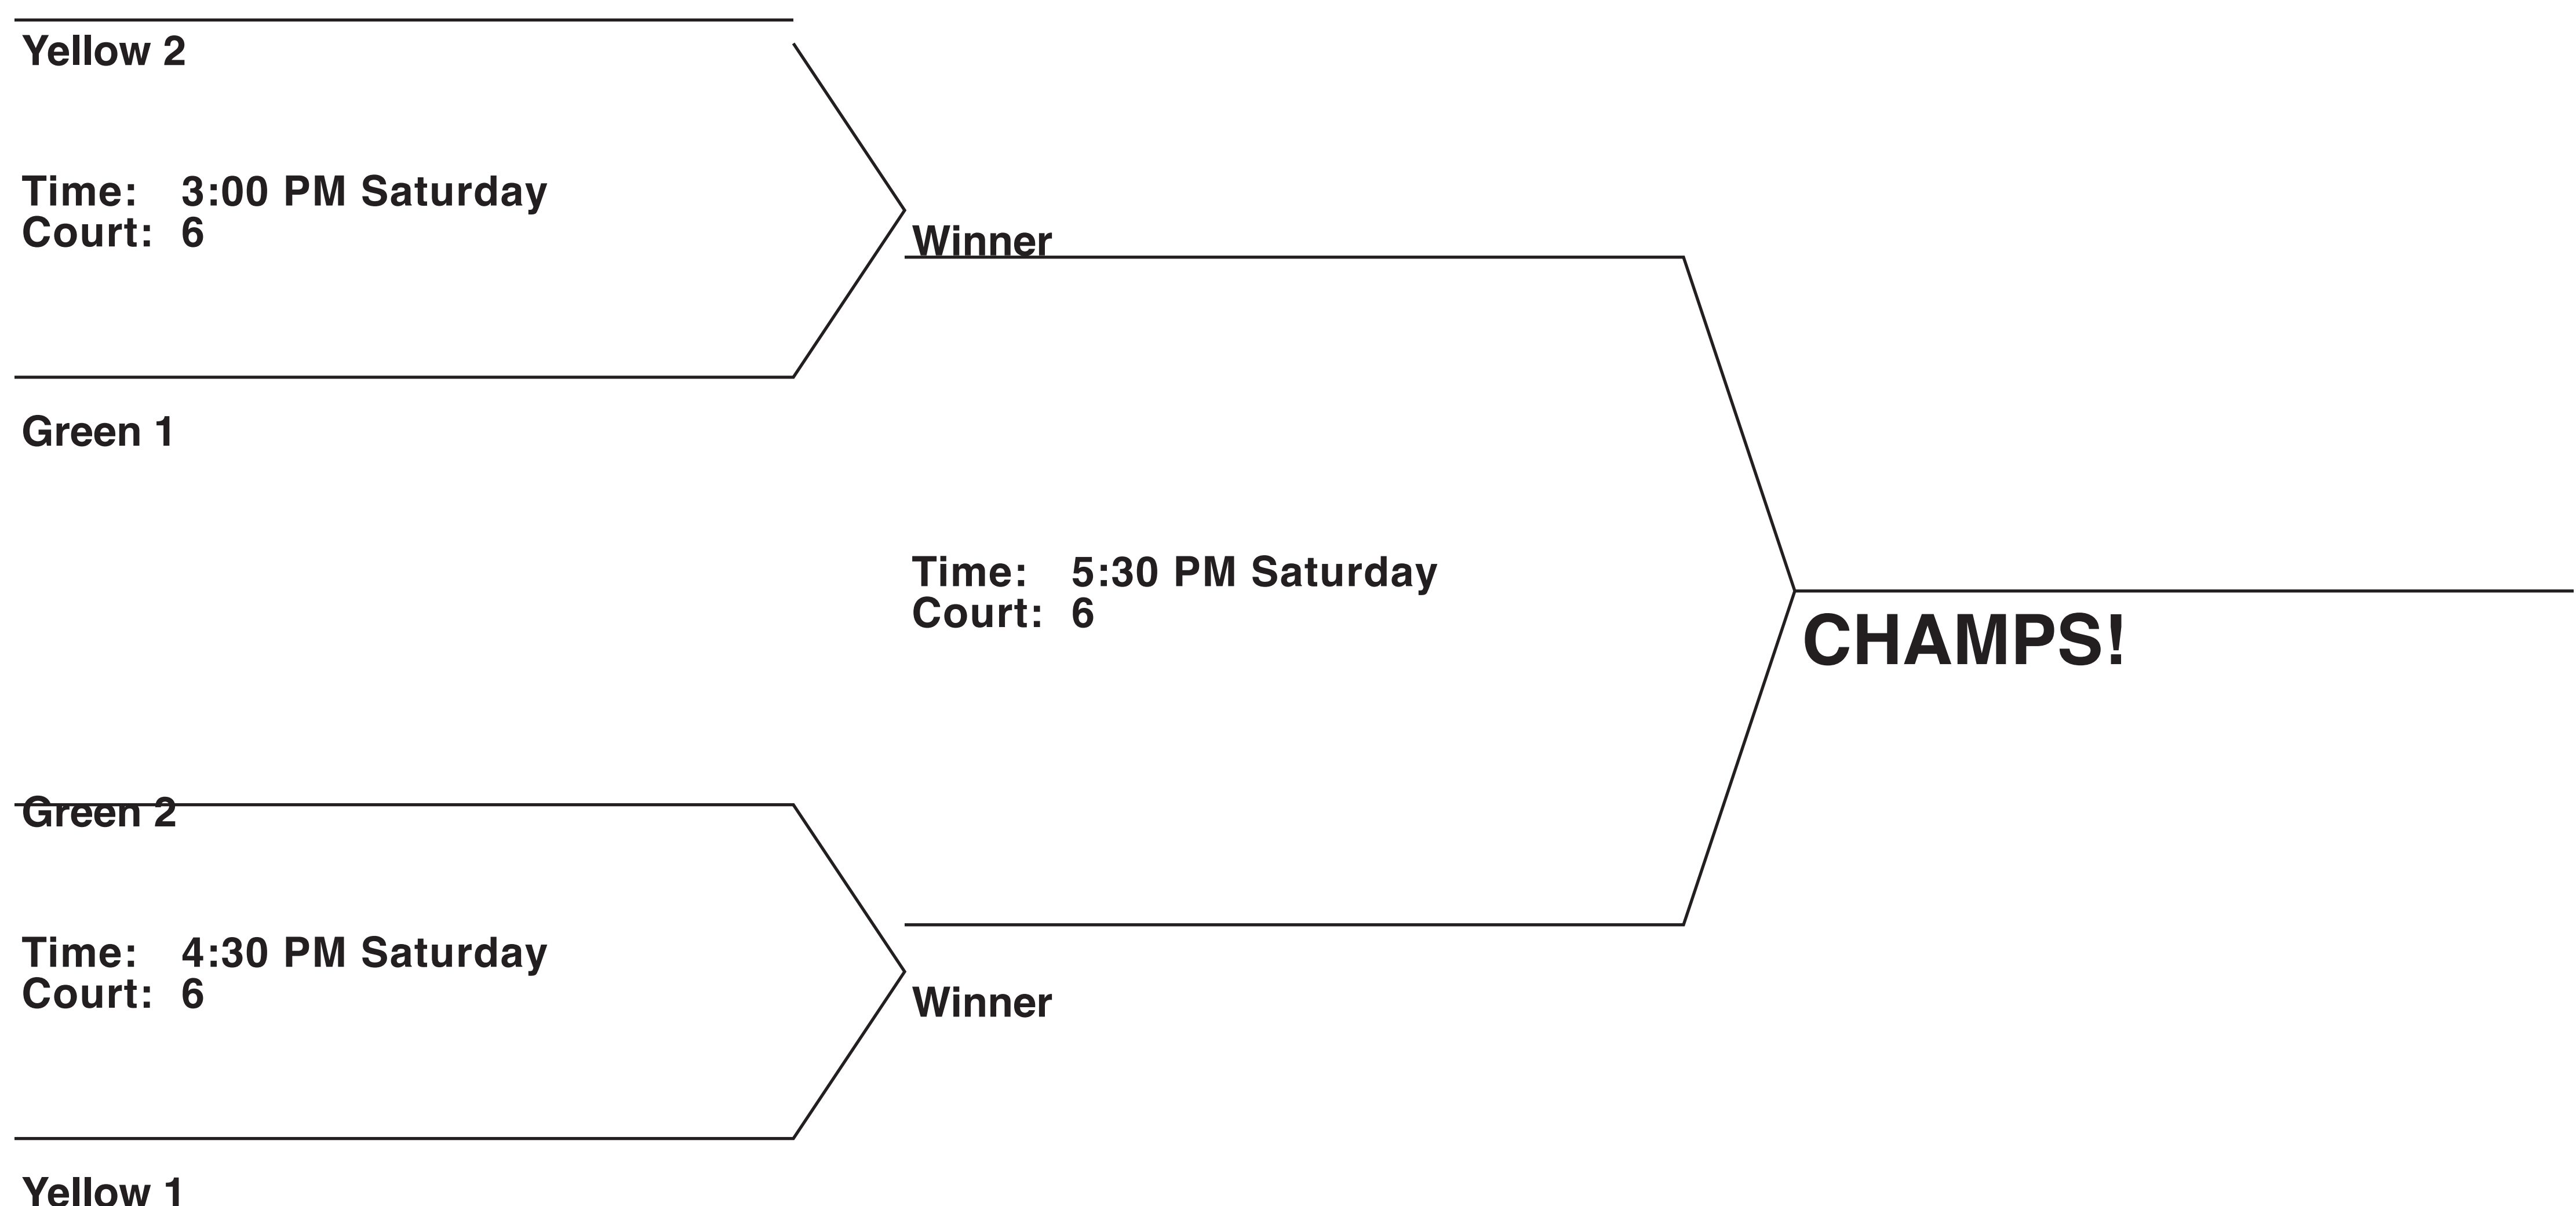 Yellow 2
Time: 3:00 PM Saturday
Court: 6
Winner
Green 1
Time: 5:30 PM Saturday
Court: 6
CHAMPS!
Green 2
Time: 4:30 PM Saturday
Court: 6
Winner
Yellow 1